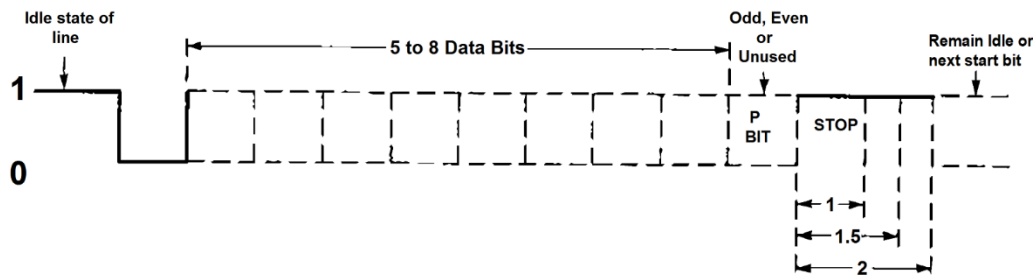 Idle state of
line
5 to 8 Data Bits
Odd, Even
or
Unused
Remain Idle or
next start bit
1
0
P
BIT
STOP
1
1.5
2